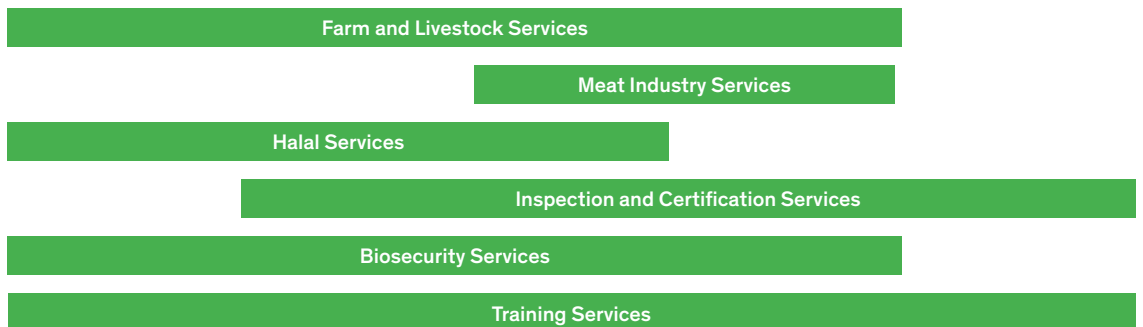 Farm and Livestock Services
Meat Industry Services
Halal Services
Inspection and Certification Services
Biosecurity Services
Training Services